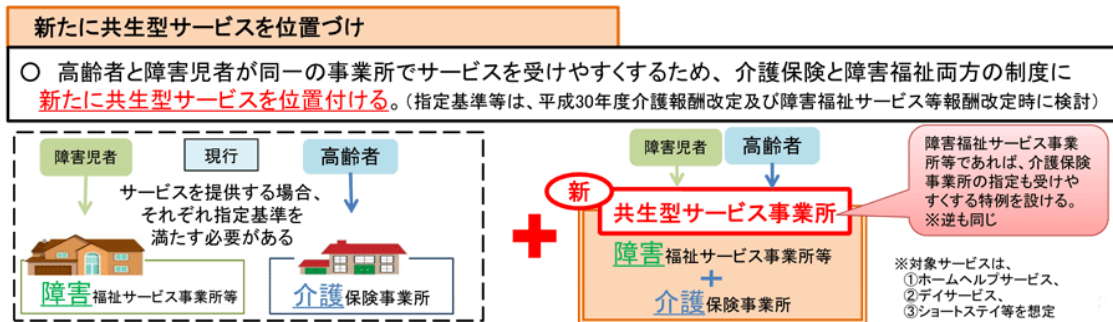 新たに共生型サービスを位置づけ
○ 高齢者と障害児者が同一の事業所でサービスを受けやすくするため、介護保険と障害福祉両方の制度に
新たに共生型サービスを位置付ける。(指定基準等は、平成30年度介護報酬改定及び障害福祉サービス等報酬改定時に検討)
障害児者
現行
高齢者
サービスを提供する場合、
それぞれ指定基準を
満たす必要がある
障害福祉サービス事業所等
介護保険事業所
+
障害児者
高齢者
新
共生型サービス事業所
障害福祉サービス事業所等
+
介護保険事業所
障害福祉サービス事業
所等であれば、介護保険
事業所の指定も受けや
すくする特例を設ける。
※逆も同じ
※対象サービスは、
①ホームヘルプサービス、
②デイサービス、
③ショートステイ等を想定